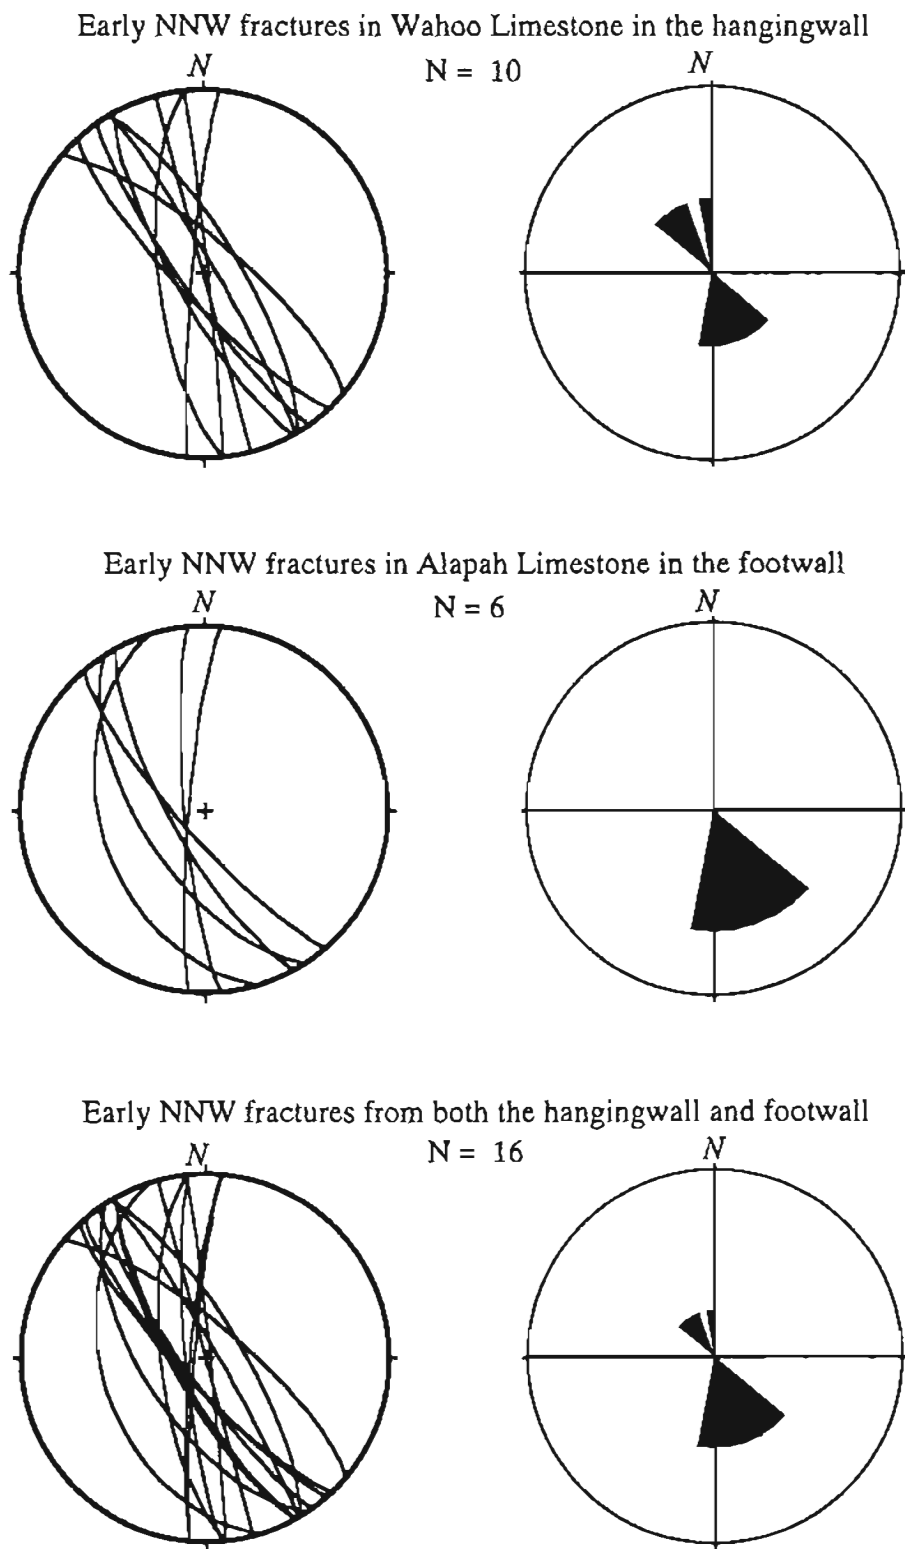 Early NNW fractures in Wahoo Limestone in the hangingwall
N
N = 10
N
Early NNW fractures in Alapah Limestone in the footwall
N
N = 6
N
Early NNW fractures from both the hangingwall and footwall
N
N = 16
N